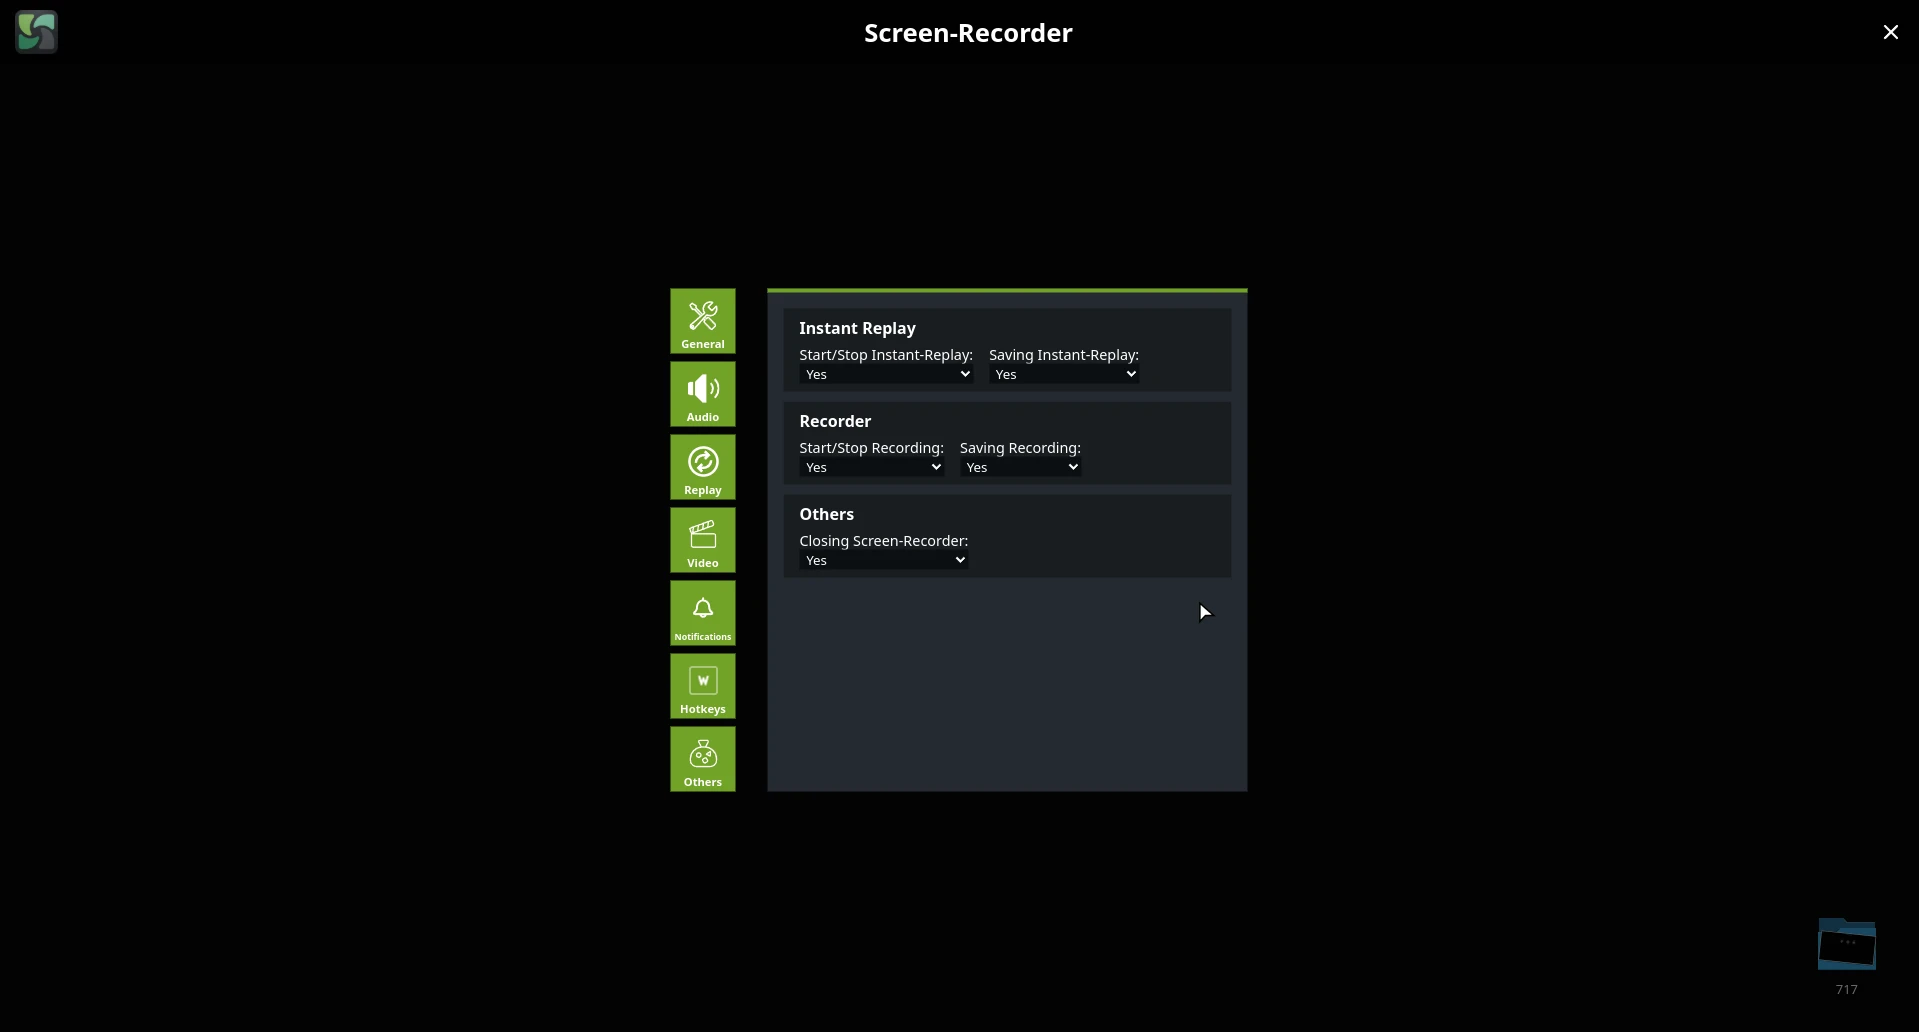 Screen-Recorder
General
Audio
Replay
Video
Notifications
W
Hotkeys
Others
Instant Replay
Start/Stop Instant-Replay: Saving Instant-Replay:
Yes Yes
Recorder
Start/Stop Recording: Saving Recording:
Yes Yes
Others
Closing Screen-Recorder:
Yes
717